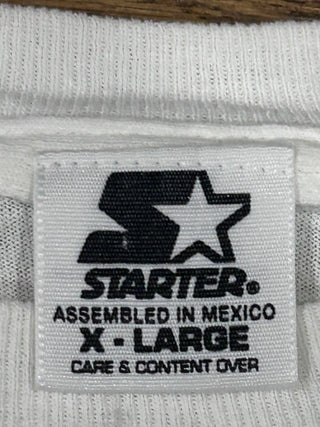 STARTER®
ASSEMBLED IN MEXICO
X - LARGE
CARE & CONTENT OVER